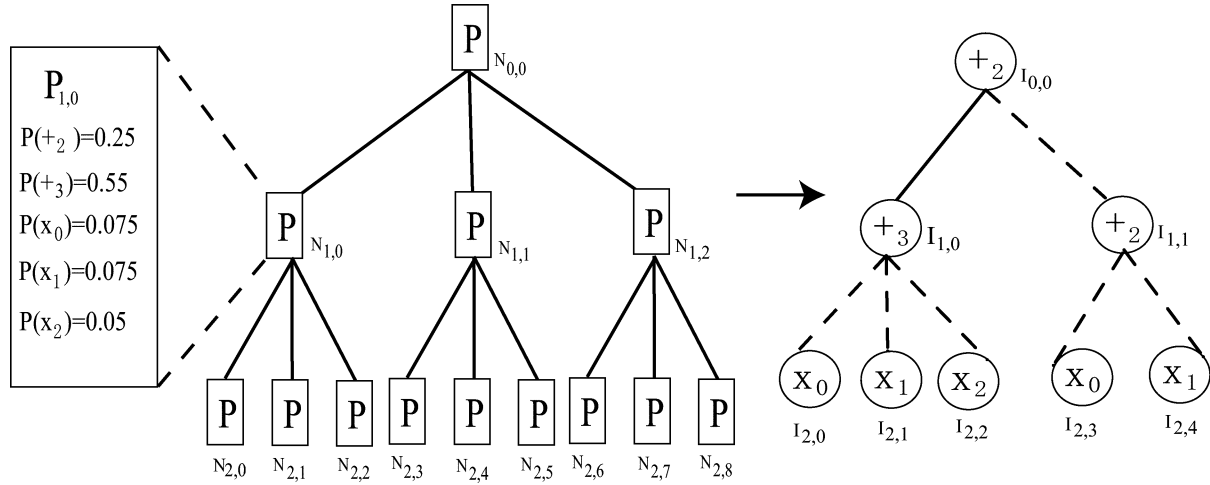 P N0,0
P1,0
P(+2)=0.25
P(+3)=0.55
P(x0)=0.075
P(x1)=0.075
P(x2)=0.05
P N1,0 P N1,1 P N1,2
P P P P P P P P P
N2,0 N2,1 N2,2 N2,3 N2,4 N2,5 N2,6 N2,7 N2,8
+2 I0,0
+3 I1,0 +2 I1,1
X0 X1 X2 X0 X1
I2,0 I2,1 I2,2 I2,3 I2,4